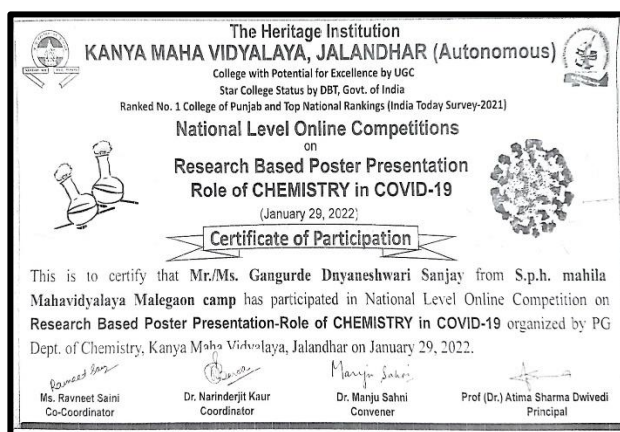 The Heritage Institution
KANYA MAHA VIDYALAYA, JALANDHAR (Autonomous)
College with Potential for Excellence by UGC
Star College Status by DBT, Govt. of India
Ranked No. 1 College of Punjab and Top National Rankings (India Today Survey-2021)
National Level Online Competitions
on
Research Based Poster Presentation
Role of CHEMISTRY in COVID-19
(January 29, 2022)
Certificate of Participation
This is to certify that Mr./Ms. Gangurde Dnyaneshwari Sanjay from S.p.h. mahila
Mahavidyalaya Malegaon camp has participated in National Level Online Competition on
Research Based Poster Presentation-Role of CHEMISTRY in COVID-19 organized by PG
Dept. of Chemistry, Kanya Maha Vidyalaya, Jalandhar on January 29, 2022.
Manju Sahni
Ms. Ravneet Saini Dr. Narinderjit Kaur Dr. Manju Sahni Prof (Dr.) Atima Sharma Dwivedi
Co-Coordinator Coordinator Convener Principal